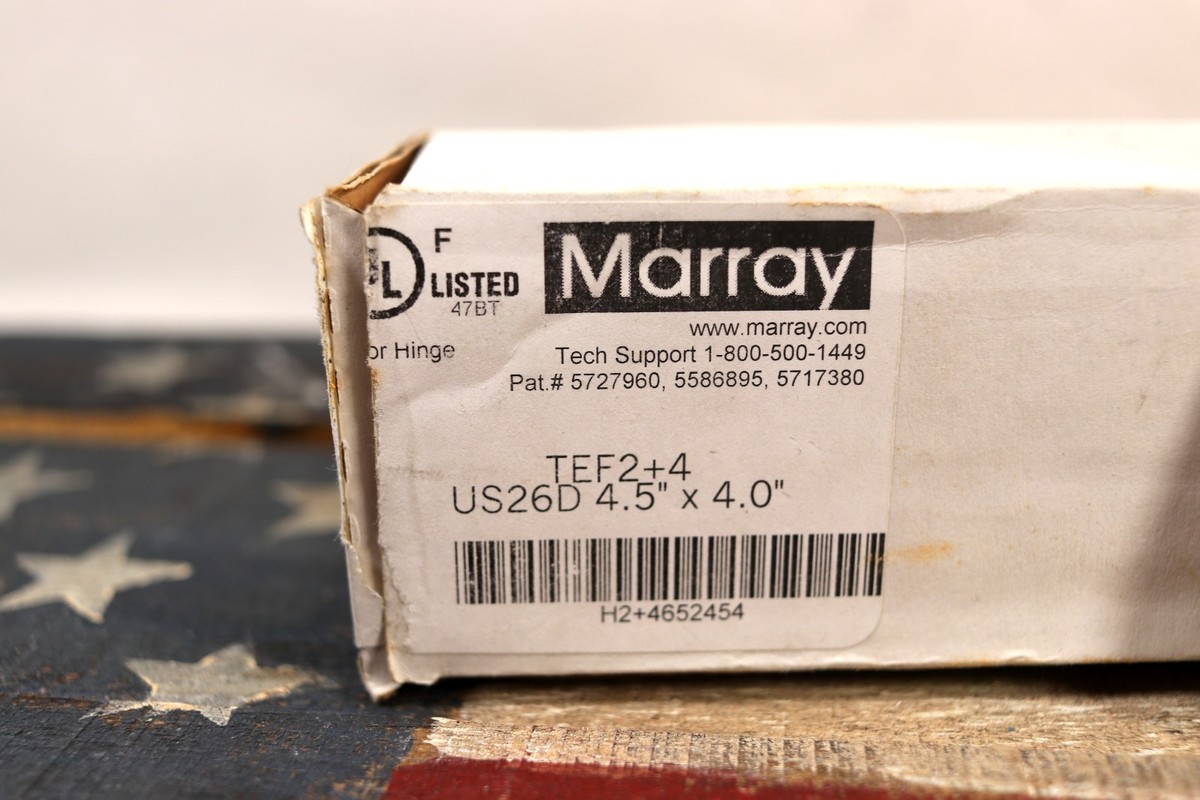 UL
F
LISTED
47BT
Marray
www.marray.com
or Hinge
Tech Support 1-800-500-1449
Pat.# 5727960, 5586895, 5717380
TEF2+4
US26D 4.5" x 4.0"
H2+4652454